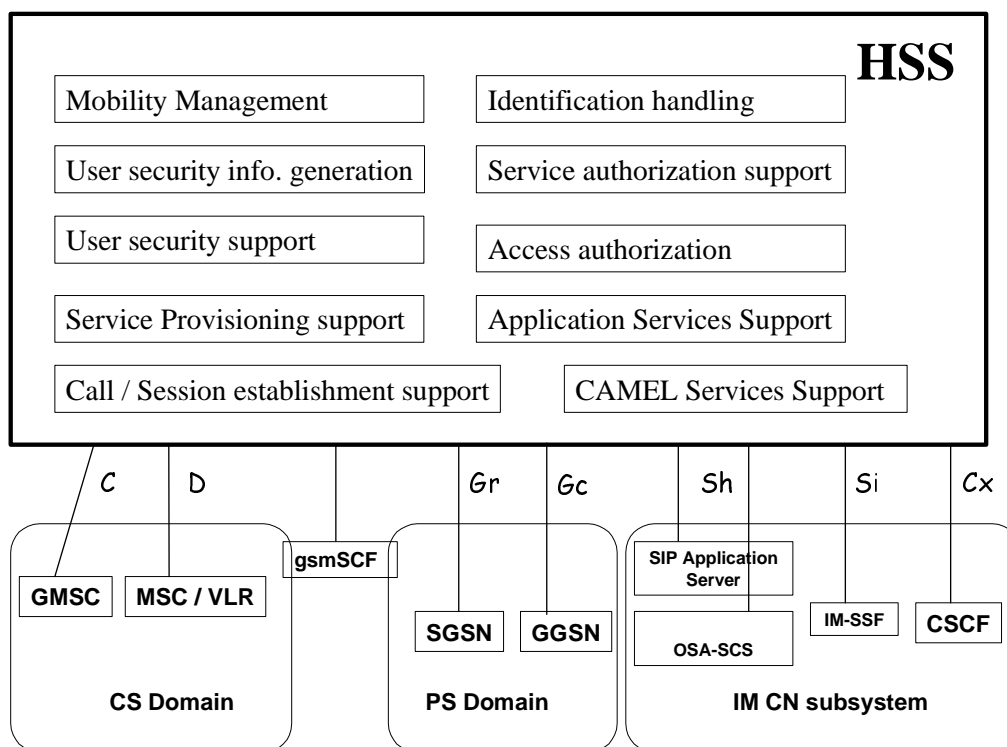 HSS
Mobility Management
Identification handling
User security info. generation
Service authorization support
User security support
Access authorization
Service Provisioning support
Application Services Support
Call / Session establishment support
CAMEL Services Support
C
D
Gr
Gc
Sh
Si
Cx
gsmSCF
SIP Application
Server
GMSC
MSC / VLR
SGSN
GGSN
OSA-SCS
IM-SSF
CSCF
CS Domain
PS Domain
IM CN subsystem